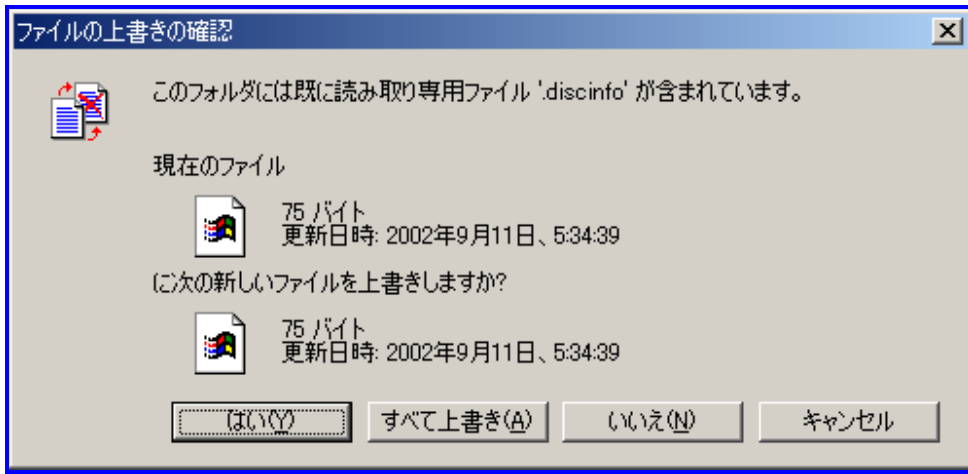 ファイルの上書きの確認
このフォルダには既に読み取り専用ファイル '.discinfo' が含まれています。
現在のファイル
75 バイト
更新日時: 2002年9月11日、5:34:39
に次の新しいファイルを上書きしますか?
75 バイト
更新日時: 2002年9月11日、5:34:39
はい(Y) すべて上書き(A) いいえ(N) キャンセル